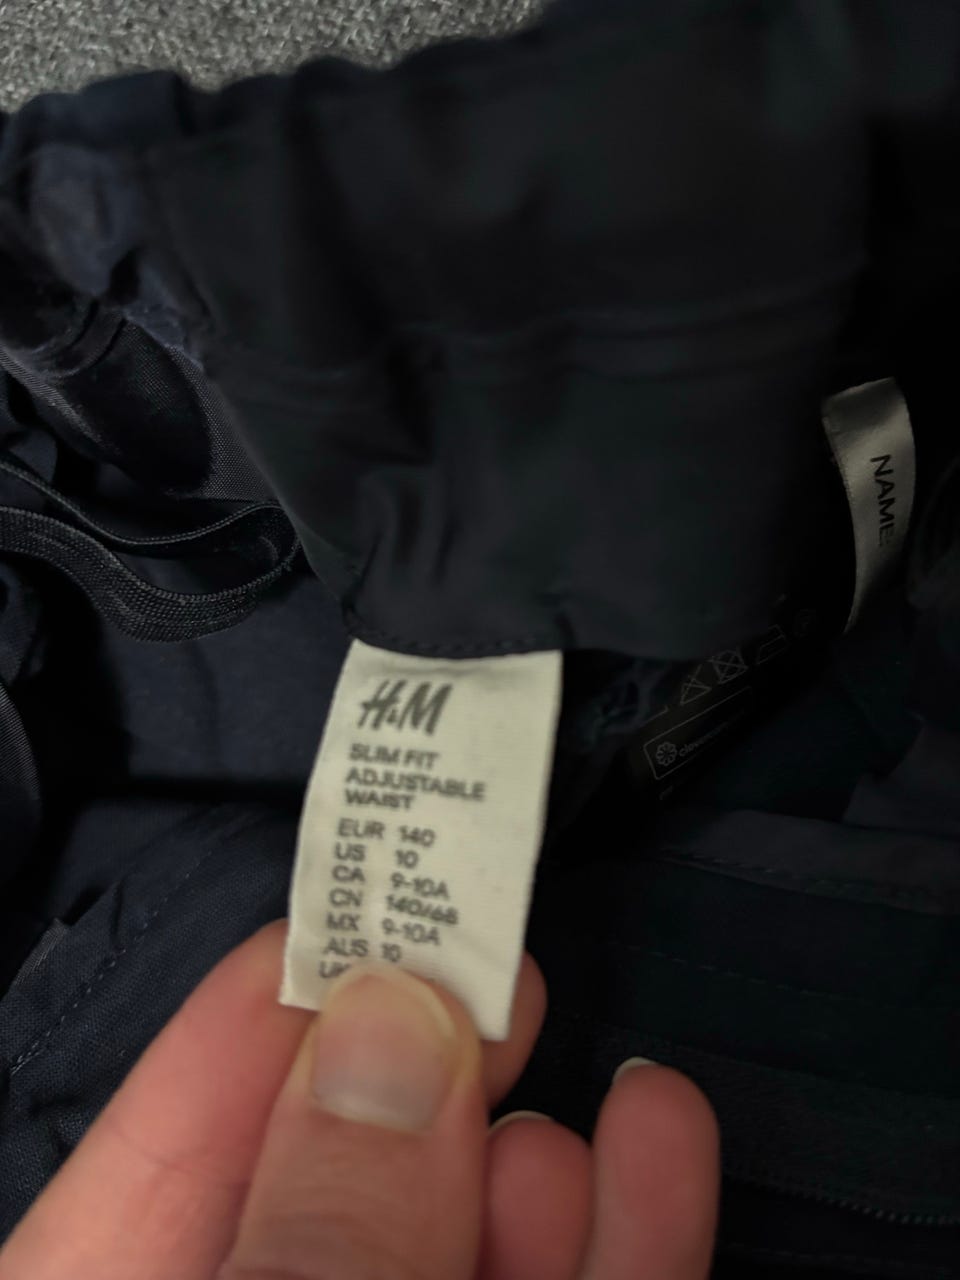 H&M
SLIM FIT
ADJUSTABLE
WAIST
EUR 140
US 10
CA 9-10A
CN 140/68
MX 9-10A
AUS 10
NAME: